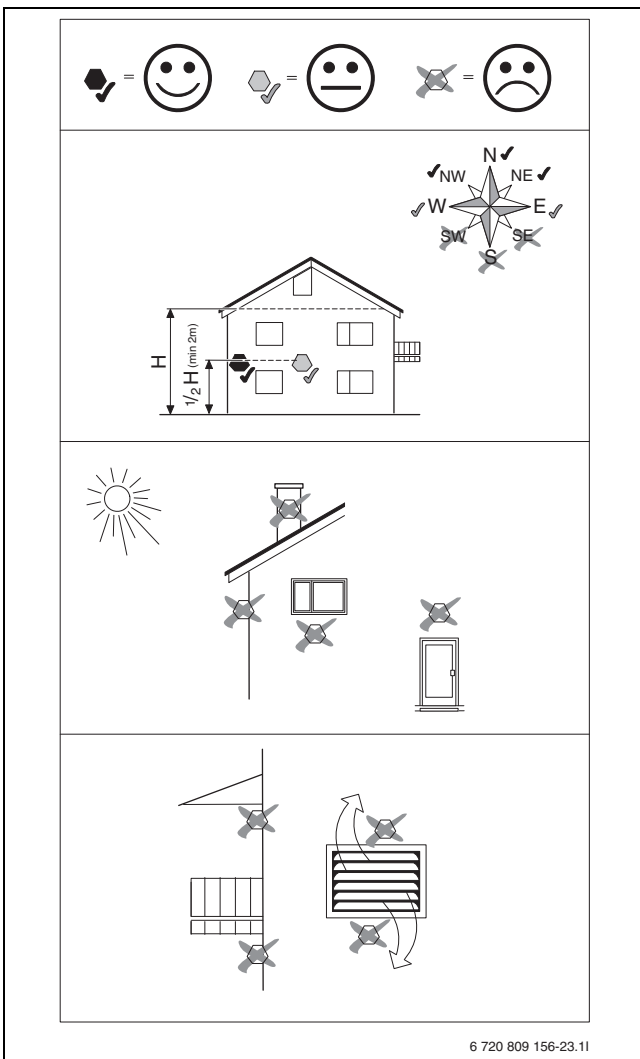 = = =
N
NW NE
W E
SW SE
S
H
1/2 H (min 2m)
6 720 809 156-23.1I